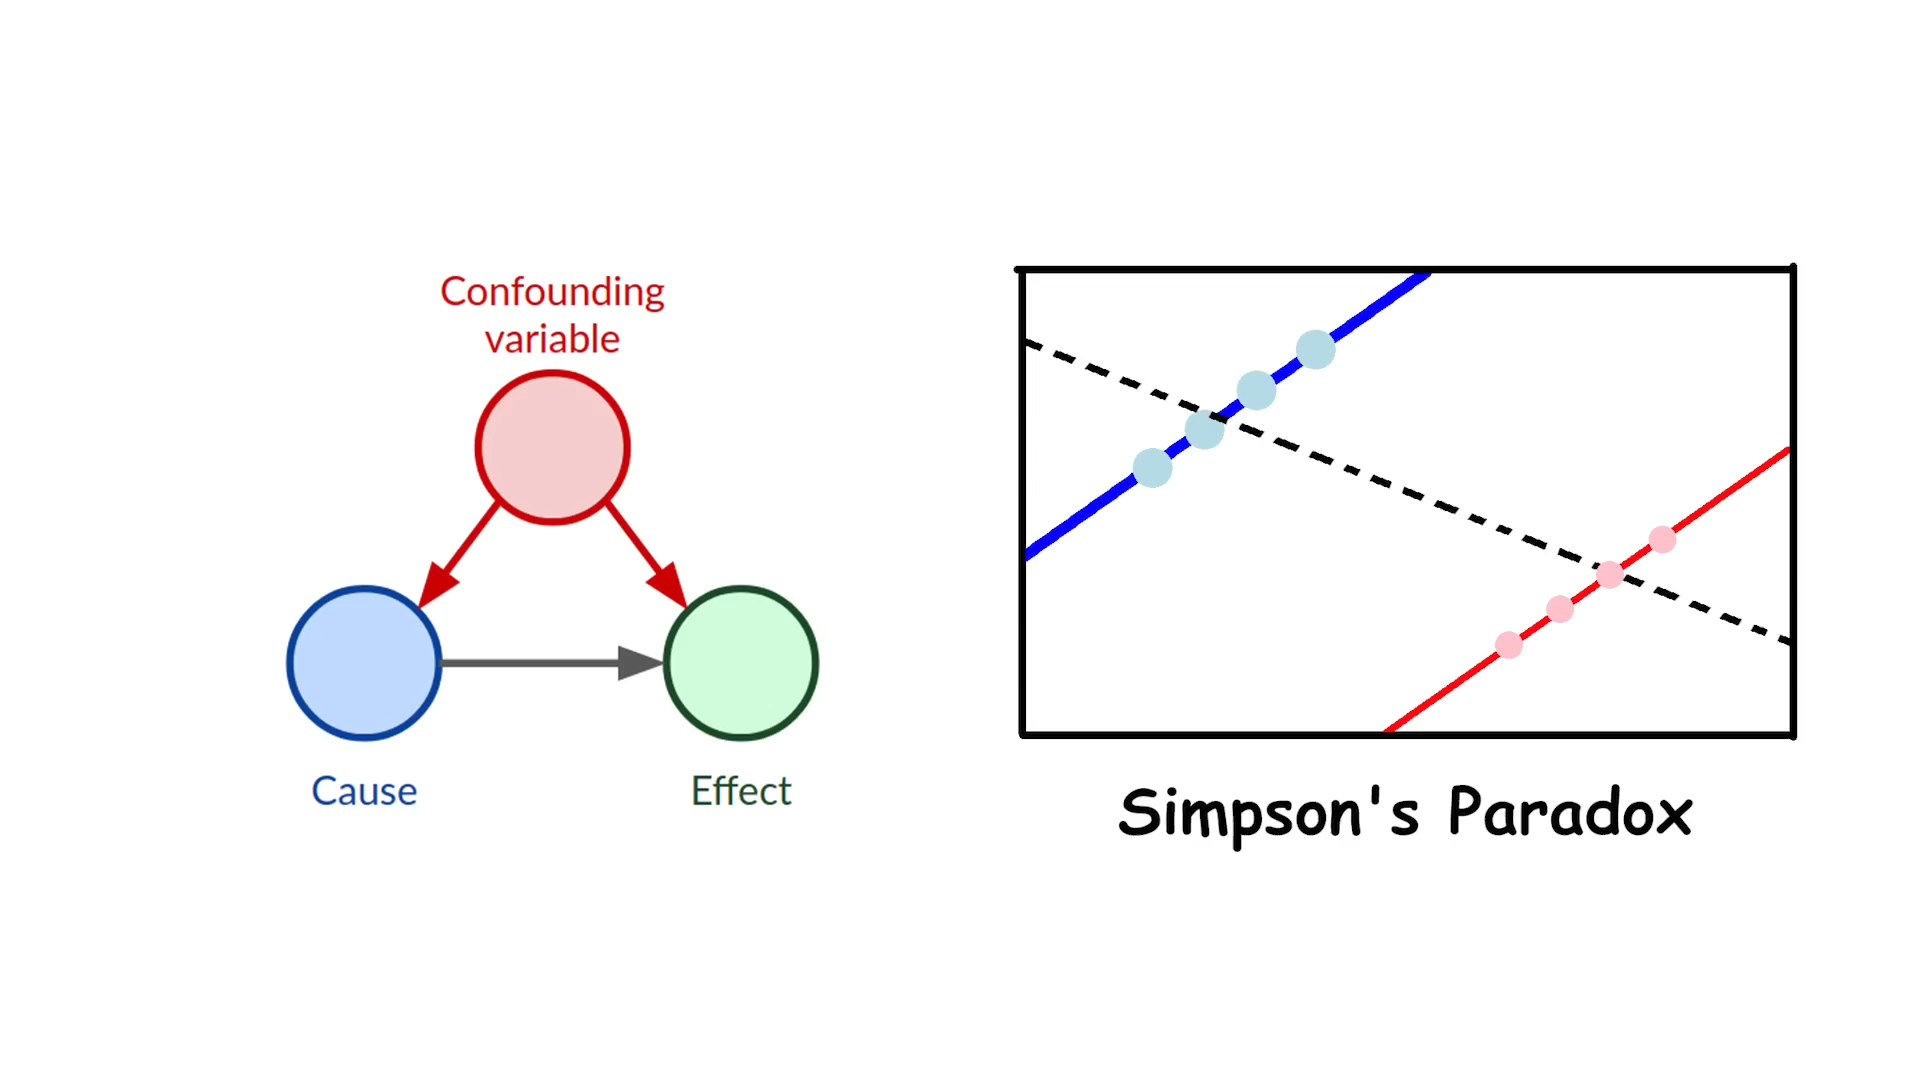 Confounding
variable
Cause
Effect
Simpson's Paradox